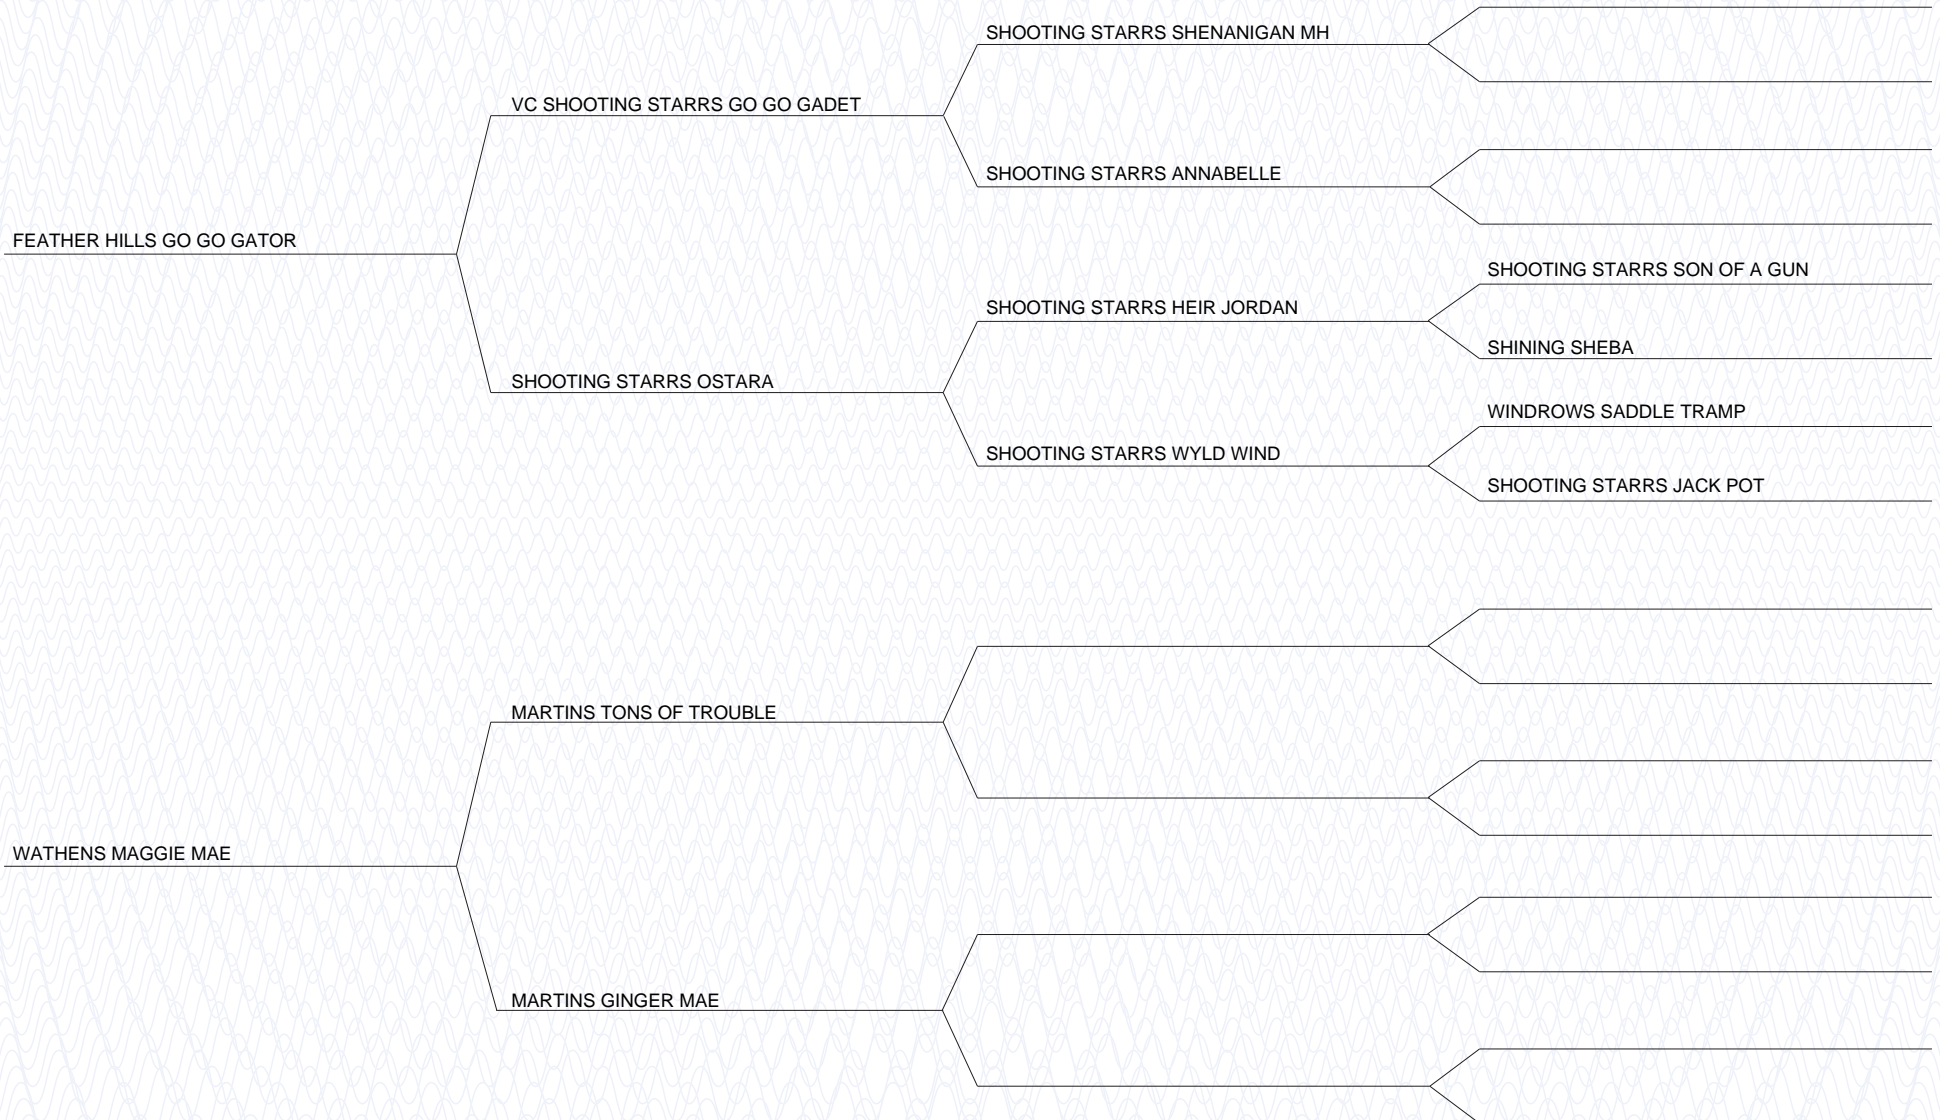 SHOOTING STARRS SHENANIGAN MH
VC SHOOTING STARRS GO GO GADET
SHOOTING STARRS ANNABELLE
FEATHER HILLS GO GO GATOR
SHOOTING STARRS SON OF A GUN
SHOOTING STARRS HEIR JORDAN
SHINING SHEBA
SHOOTING STARRS OSTARA
WINDROWS SADDLE TRAMP
SHOOTING STARRS WYLD WIND
SHOOTING STARRS JACK POT
MARTINS TONS OF TROUBLE
WATHENS MAGGIE MAE
MARTINS GINGER MAE